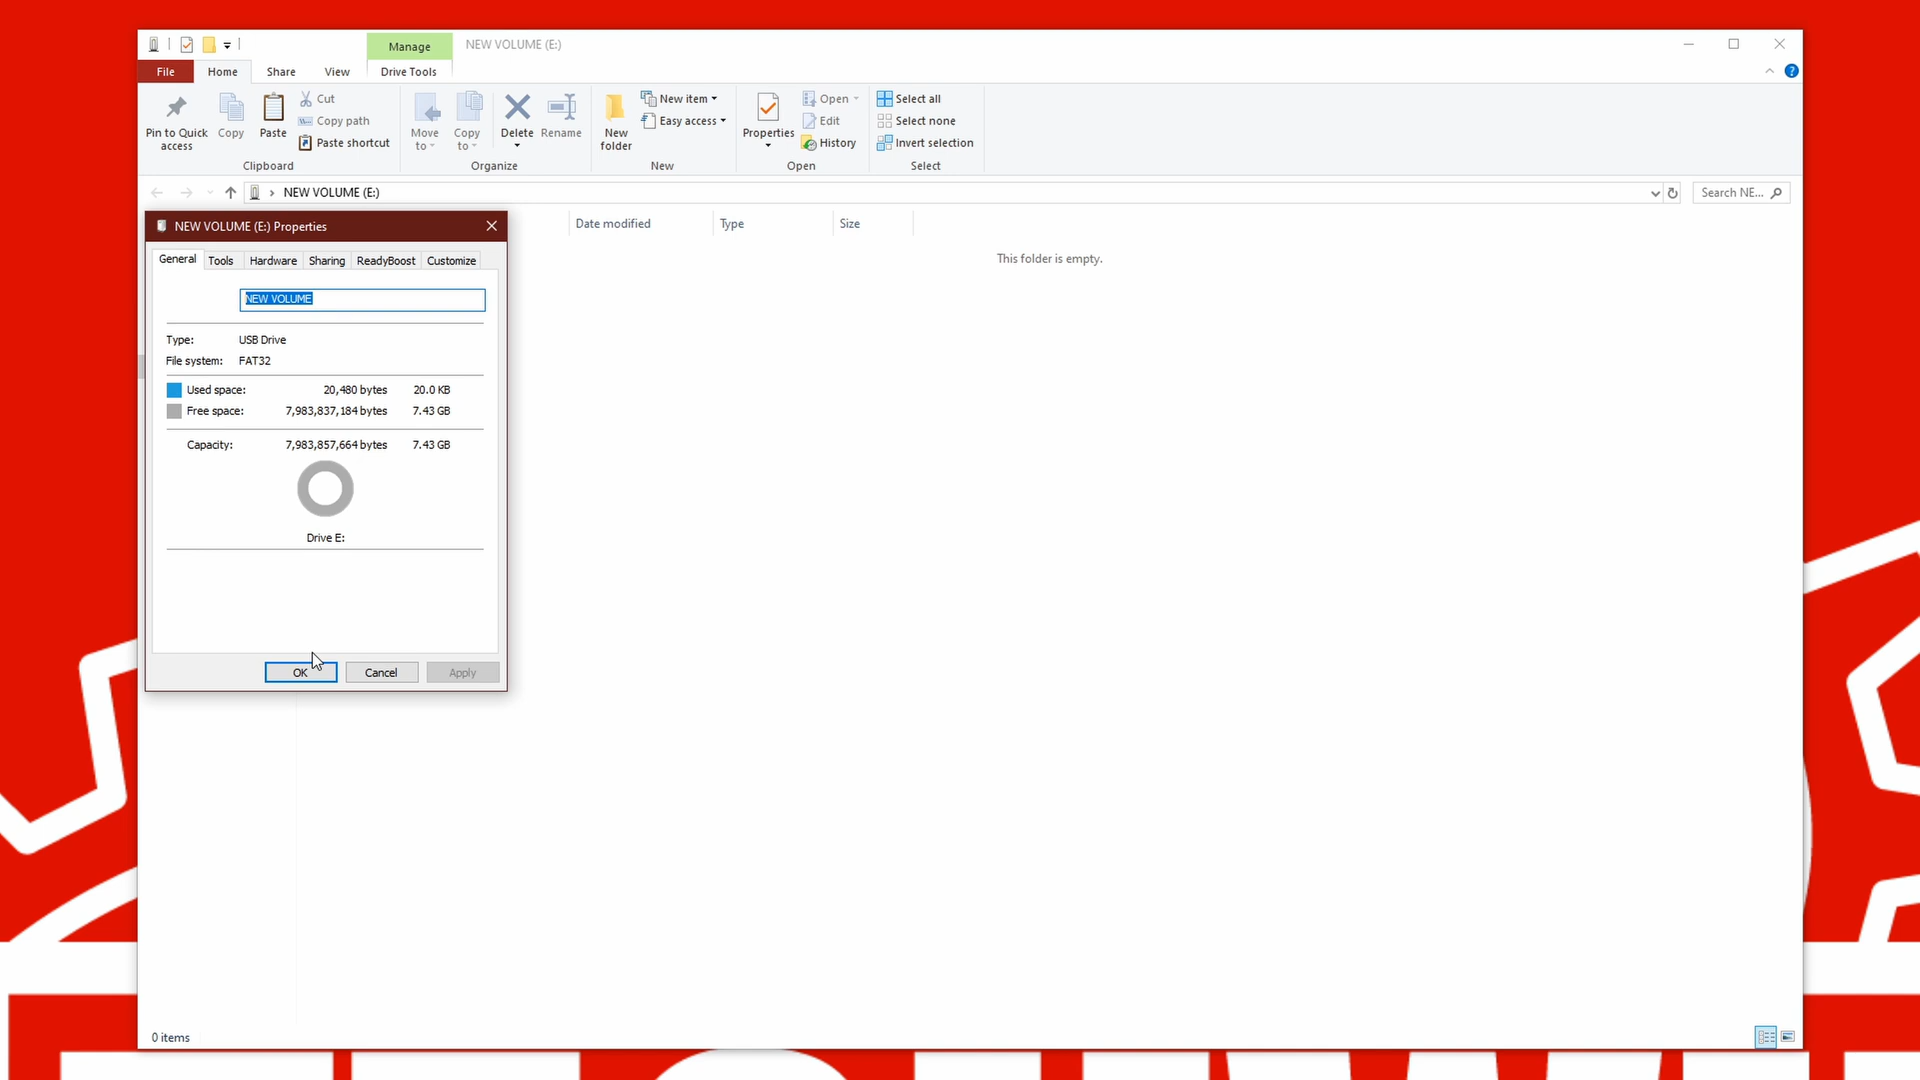 Manage
NEW VOLUME (E:)
File
Home
Share
View
Drive Tools
Pin to Quick access
Copy
Paste
Cut
Copy path
Paste shortcut
Clipboard
Move to
Copy to
Delete
Rename
Organize
New folder
New item
Easy access
New
Properties
Open
Edit
History
Open
Select all
Select none
Invert selection
Select
NEW VOLUME (E:)
Search NE...
NEW VOLUME (E:) Properties
Date modified
Type
Size
This folder is empty.
General
Tools
Hardware
Sharing
ReadyBoost
Customize
NEW VOLUME
Type: USB Drive
File system: FAT32
Used space: 20,480 bytes 20.0 KB
Free space: 7,983,837,184 bytes 7.43 GB
Capacity: 7,983,857,664 bytes 7.43 GB
Drive E:
OK
Cancel
Apply
0 items